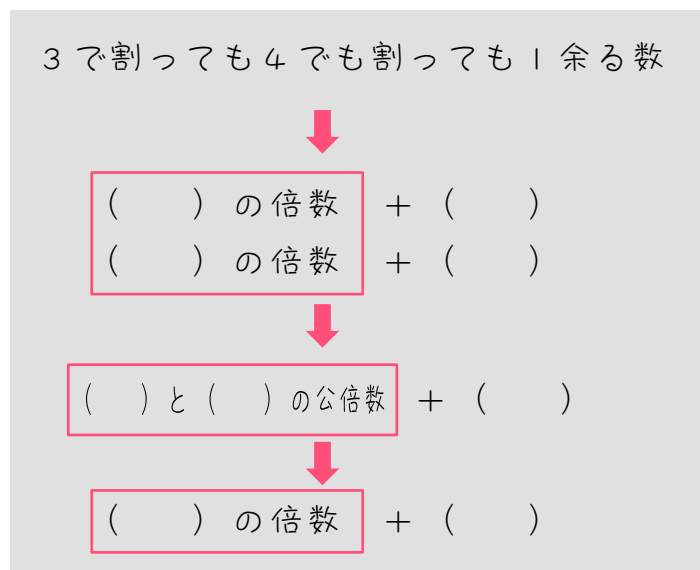 3で割っても4でも割っても1余る数
(　　)の倍数 + (　　)
(　　)の倍数 + (　　)
(　　)と(　　)の公倍数 + (　　)
(　　)の倍数 + (　　)